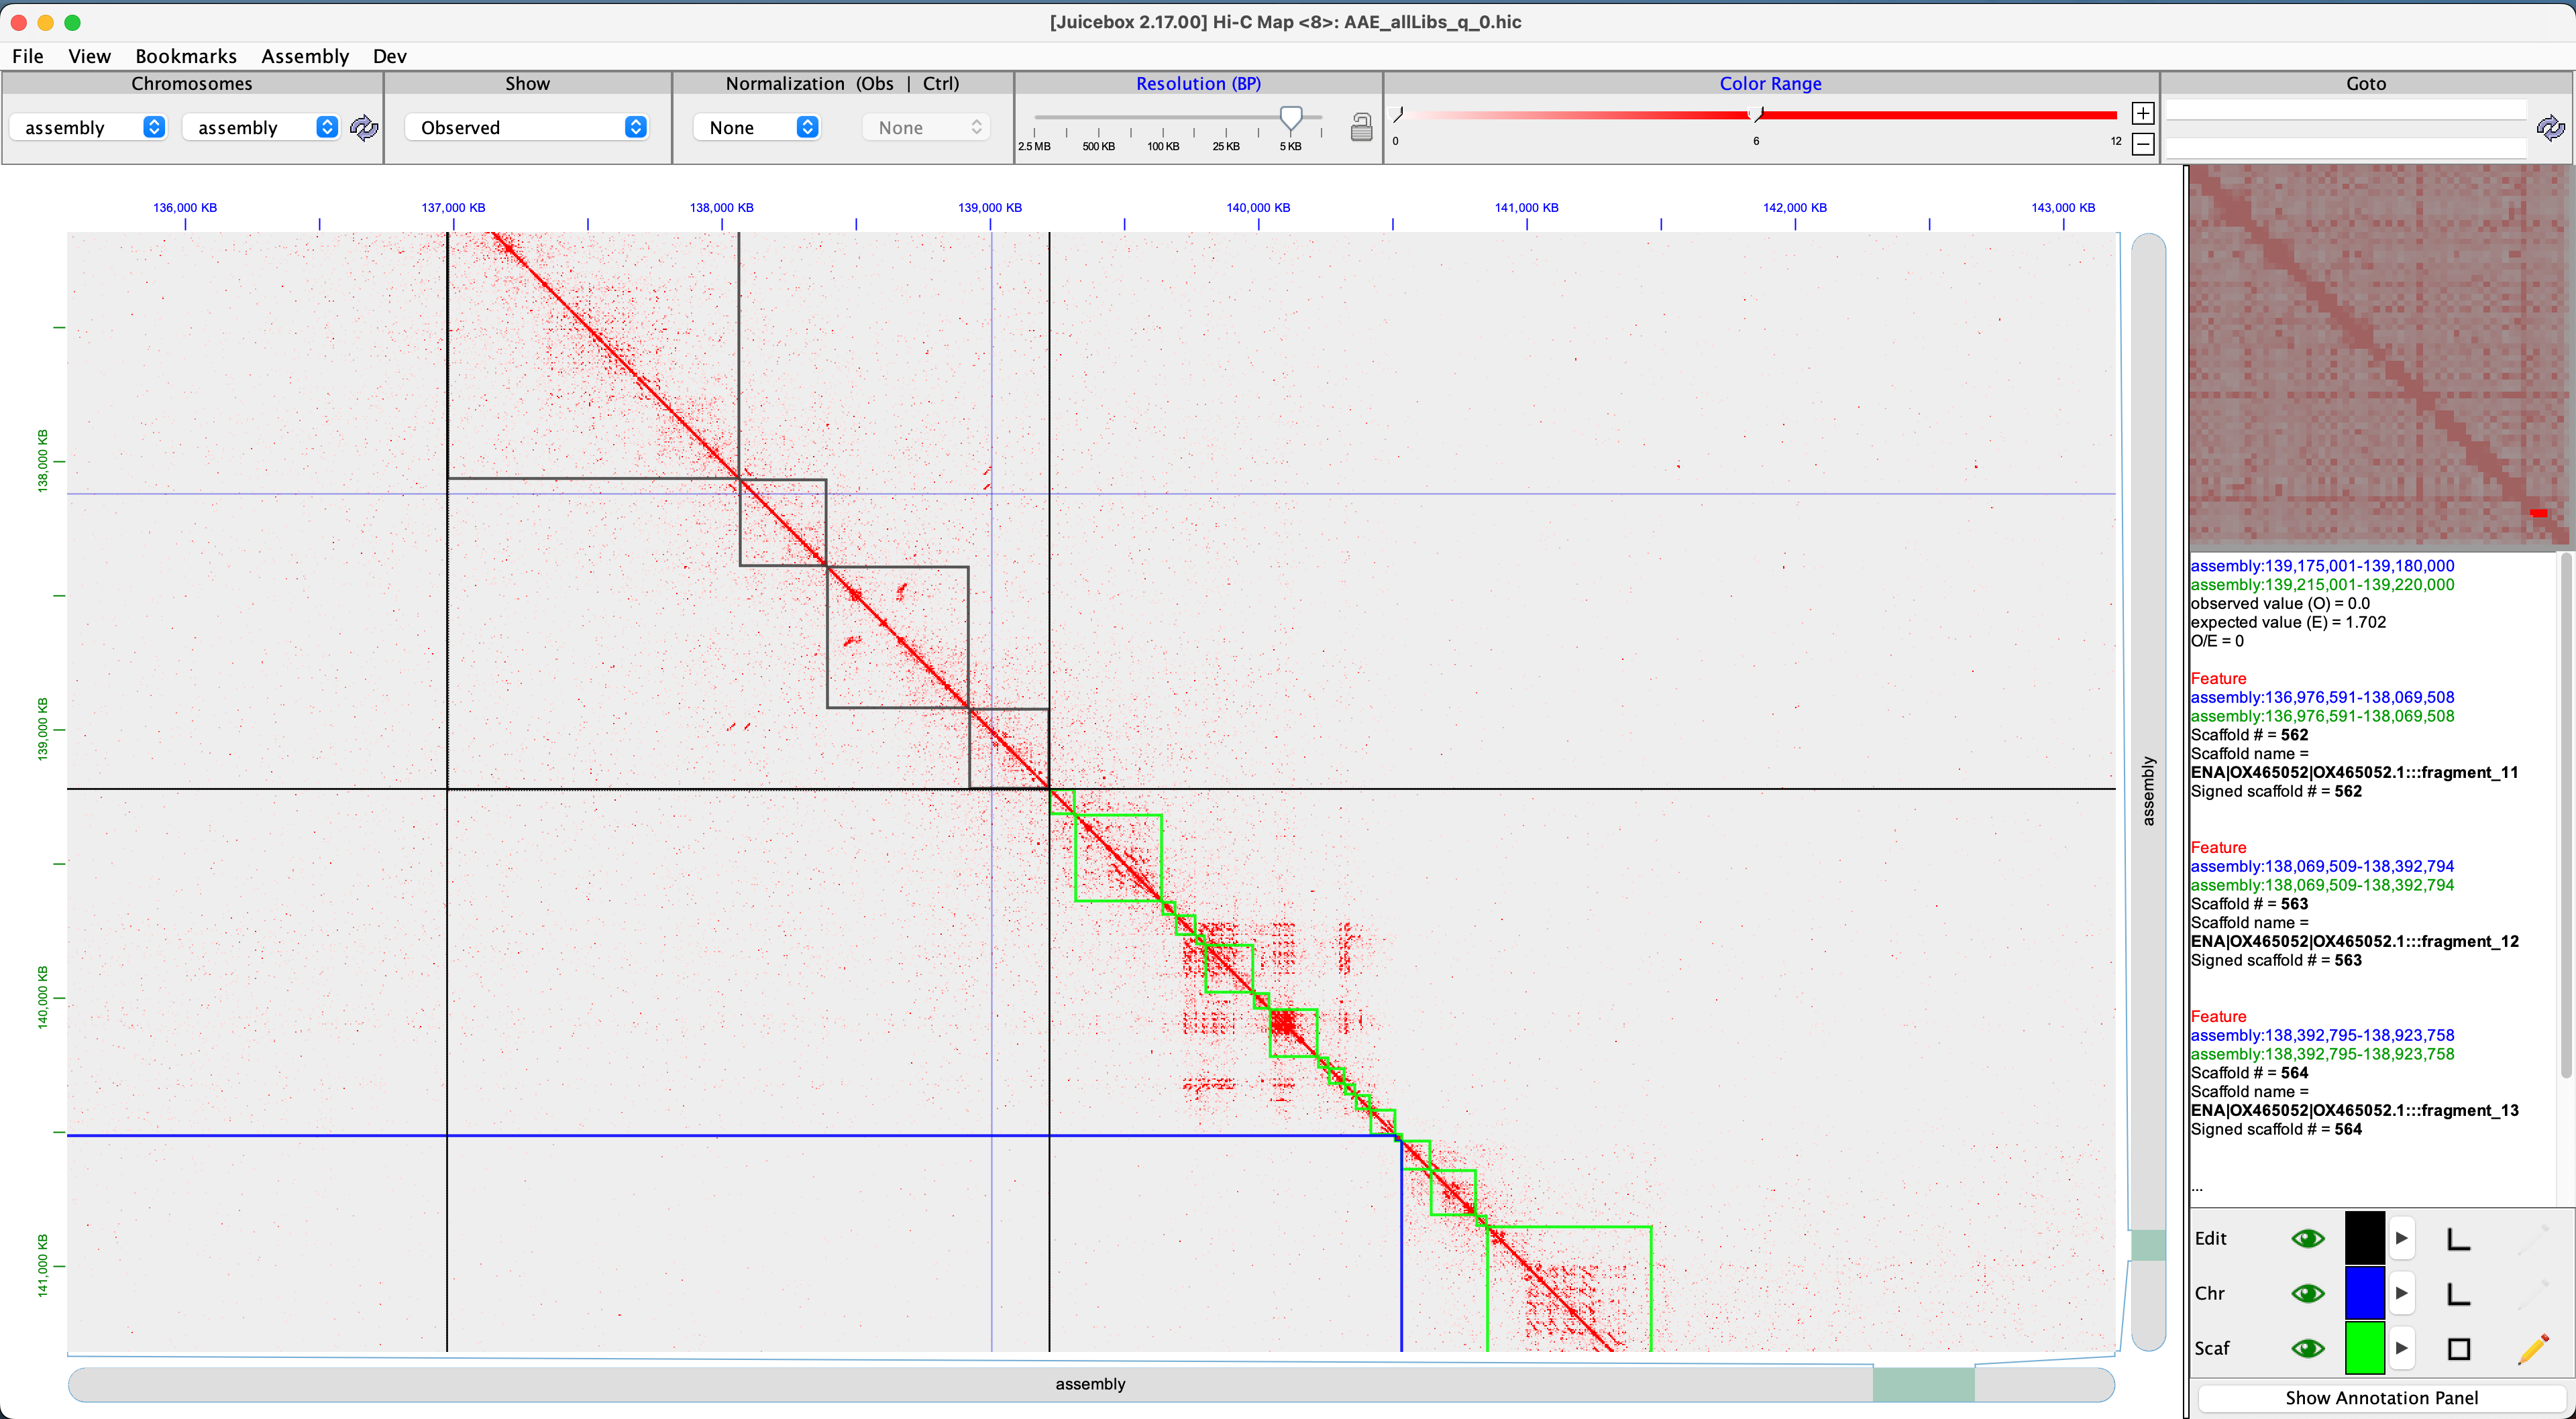 [Juicebox 2.17.00] Hi-C Map <8>: AAE_allLibs_q_0.hic
File View Bookmarks Assembly Dev
Chromosomes Show Normalization (Obs | Ctrl) Resolution (BP) Color Range Goto
assembly assembly Observed None None
2.5 MB 500 KB 100 KB 25 KB 5 KB
0 6 12
136,000 KB 137,000 KB 138,000 KB 139,000 KB 140,000 KB 141,000 KB 142,000 KB 143,000 KB
138,000 KB
139,000 KB
140,000 KB
141,000 KB
assembly
assembly
assembly:139,175,001-139,180,000
assembly:139,215,001-139,220,000
observed value (O) = 0.0
expected value (E) = 1.702
O/E = 0
Feature
assembly:136,976,591-138,069,508
assembly:136,976,591-138,069,508
Scaffold # = 562
Scaffold name =
ENA|OX465052|OX465052.1:::fragment_11
Signed scaffold # = 562
Feature
assembly:138,069,509-138,392,794
assembly:138,069,509-138,392,794
Scaffold # = 563
Scaffold name =
ENA|OX465052|OX465052.1:::fragment_12
Signed scaffold # = 563
Feature
assembly:138,392,795-138,923,758
assembly:138,392,795-138,923,758
Scaffold # = 564
Scaffold name =
ENA|OX465052|OX465052.1:::fragment_13
Signed scaffold # = 564
...
Edit
Chr
Scaf
Show Annotation Panel